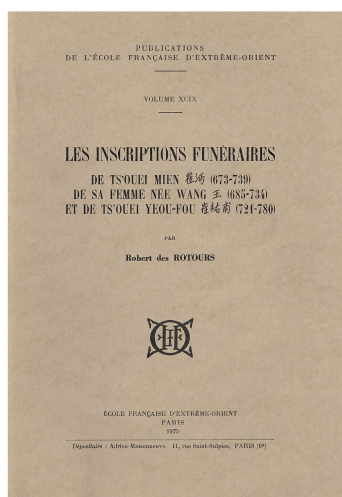 PUBLICATIONS
DE L'ÉCOLE FRANÇAISE D'EXTRÊME-ORIENT
VOLUME XCIX
LES INSCRIPTIONS FUNÉRAIRES
DE TS'OUEI MIEN 崔沔 (673-739)
DE SA FEMME NÉE WANG 王 (685-734)
ET DE TS'OUEI YEOU-FOU 崔祐甫 (721-780)
PAR
Robert des ROTOURS
ÉCOLE FRANÇAISE D'EXTRÊME-ORIENT
PARIS
1975
Dépositaire : Adrien-Maisonneuve, 11, rue Saint-Sulpice, PARIS (6e)